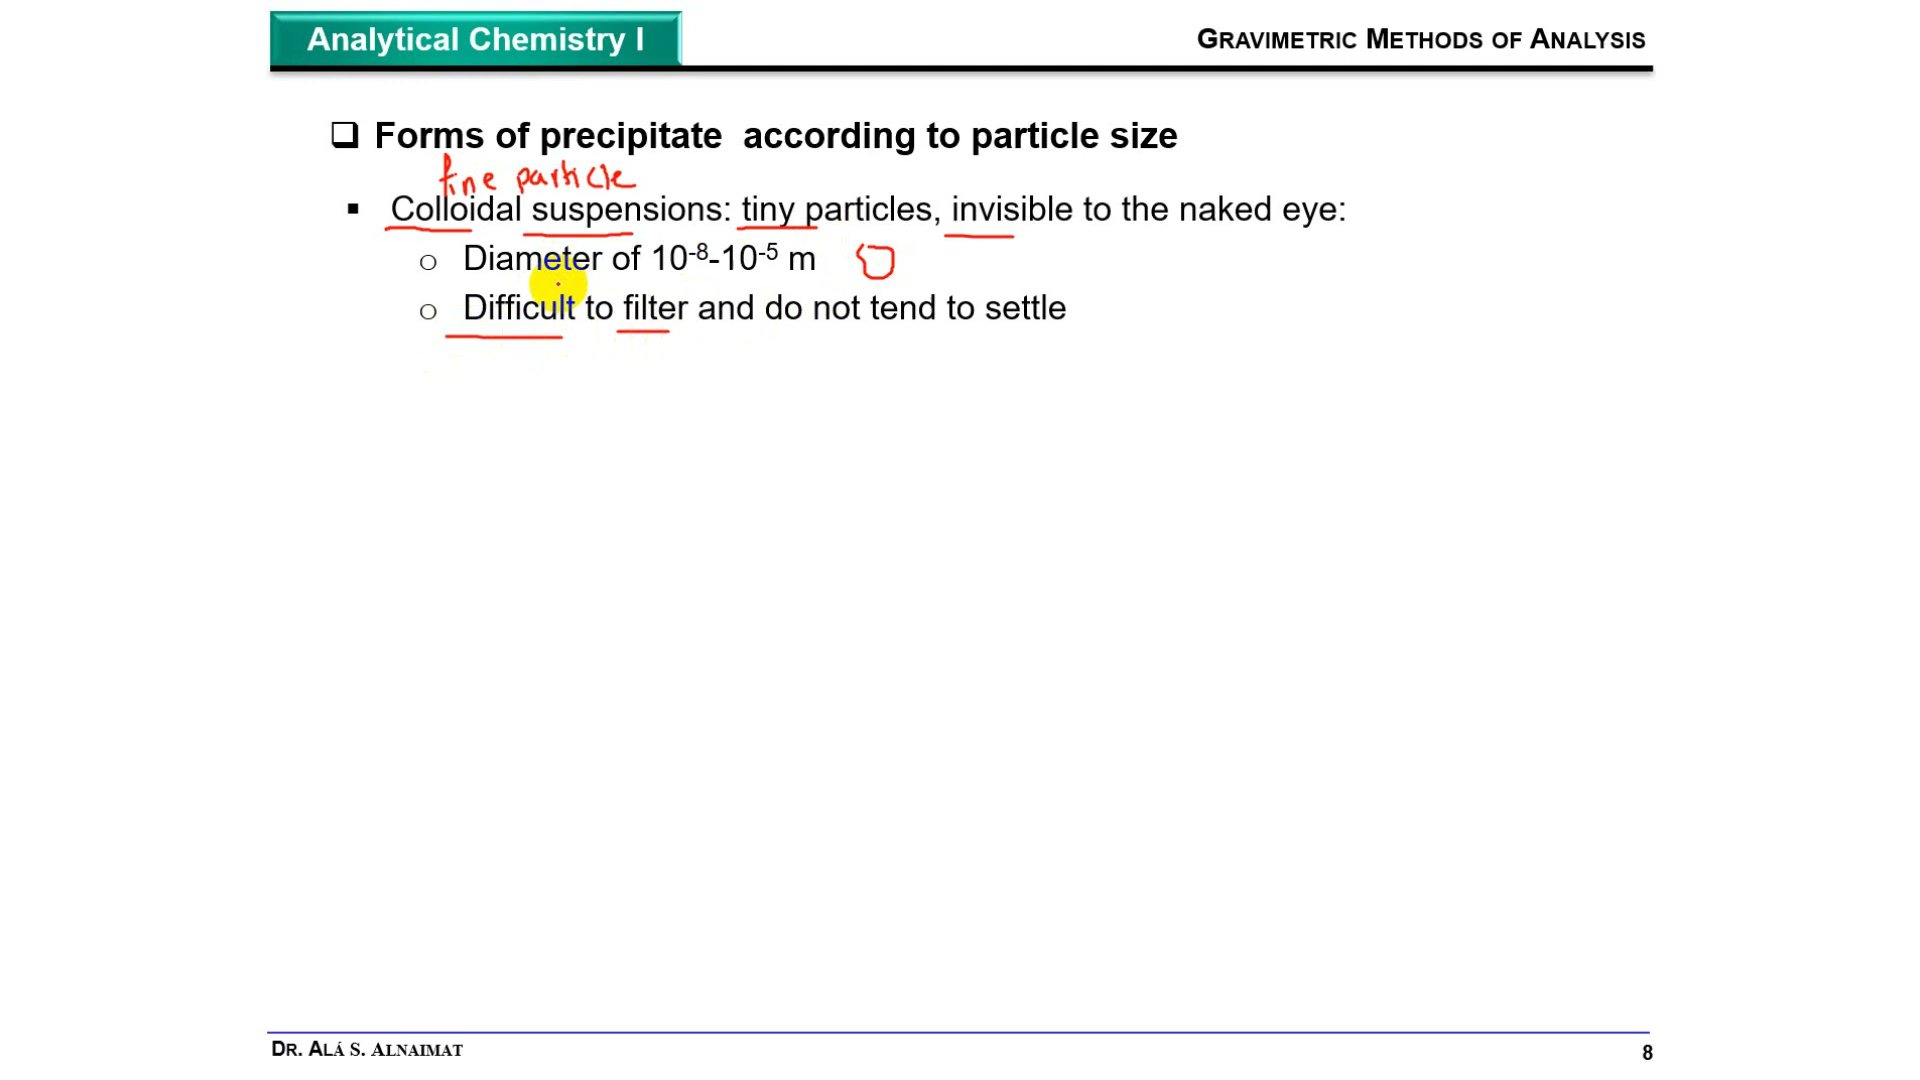 Analytical Chemistry I
GRAVIMETRIC METHODS OF ANALYSIS
❑ Forms of precipitate according to particle size
fine particle
▪ Colloidal suspensions: tiny particles, invisible to the naked eye:
o Diameter of 10⁻⁸-10⁻⁵ m
o Difficult to filter and do not tend to settle
DR. ALÁ S. ALNAIMAT
8